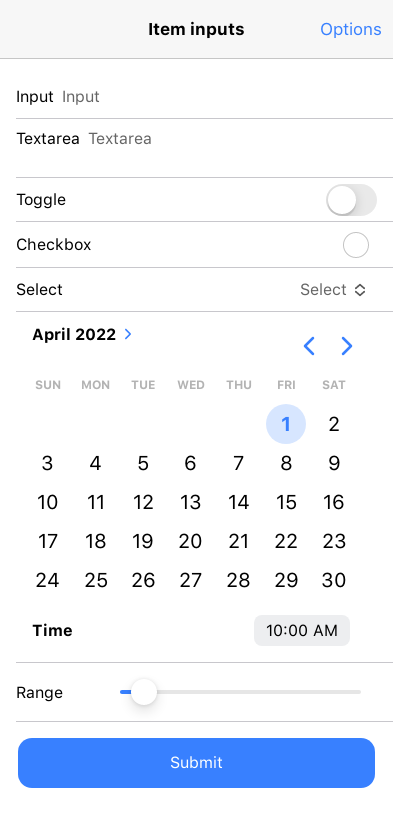 Item inputs Options
Input Input
Textarea Textarea
Toggle
Checkbox
Select Select
April 2022
SUN MON TUE WED THU FRI SAT
1 2
3 4 5 6 7 8 9
10 11 12 13 14 15 16
17 18 19 20 21 22 23
24 25 26 27 28 29 30
Time 10:00 AM
Range
Submit